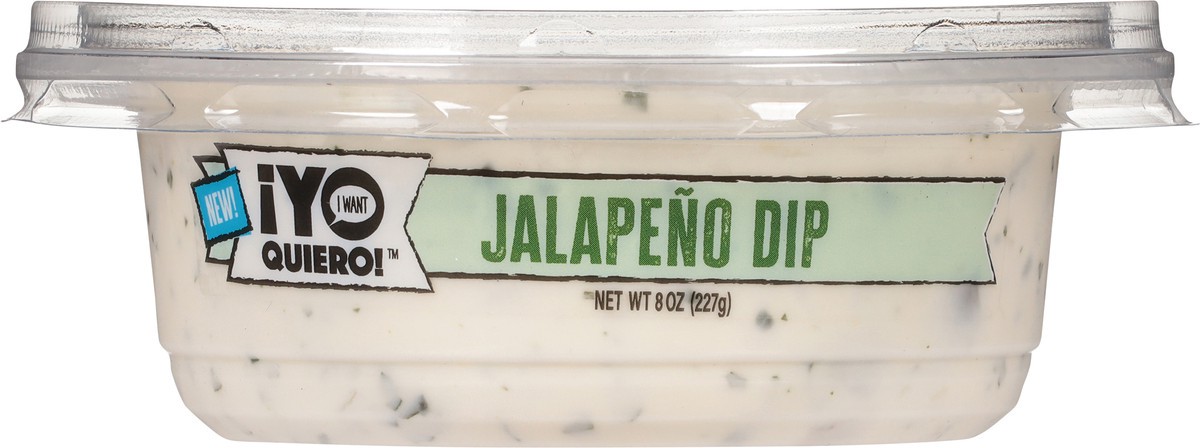 NEW!
¡YO
I WANT
QUIERO!™
JALAPEÑO DIP
NET WT 8 OZ (227g)